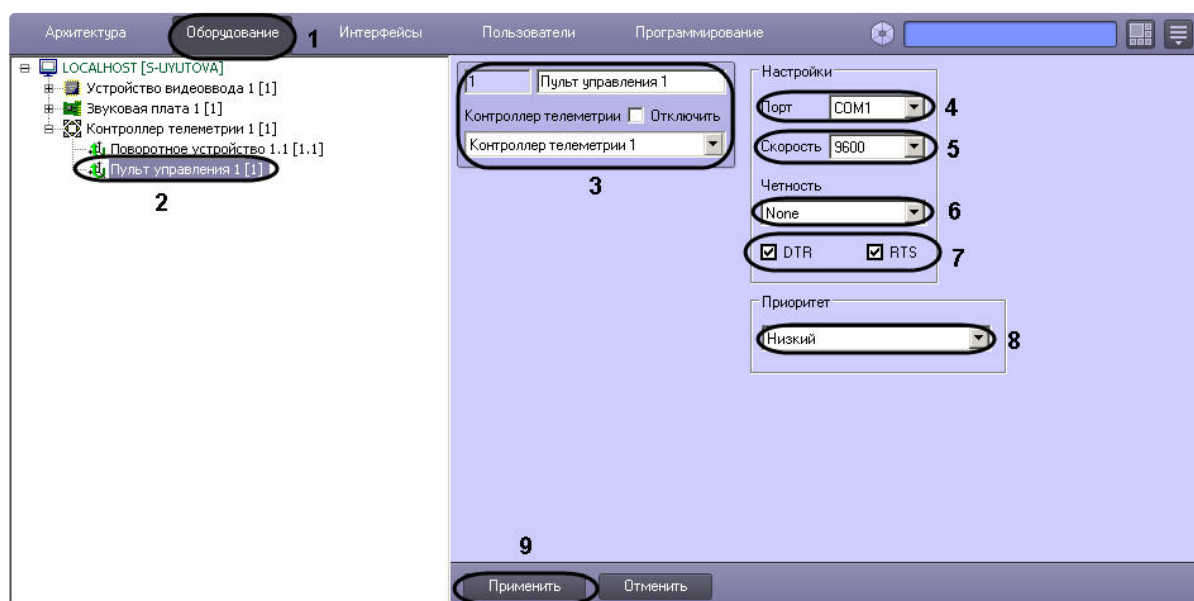 Архитектура Оборудование 1 Интерфейсы Пользователи Программирование
LOCALHOST [S-UYUTOVA]
Устройство видеоввода 1 [1]
Звуковая плата 1 [1]
Контроллер телеметрии 1 [1]
Поворотное устройство 1.1 [1.1]
Пульт управления 1 [1]
2
1 Пульт управления 1
Контроллер телеметрии Отключить
Контроллер телеметрии 1
3
Настройки
Порт COM1 4
Скорость 9600 5
Четность
None 6
DTR RTS 7
Приоритет
Низкий 8
9
Применить Отменить